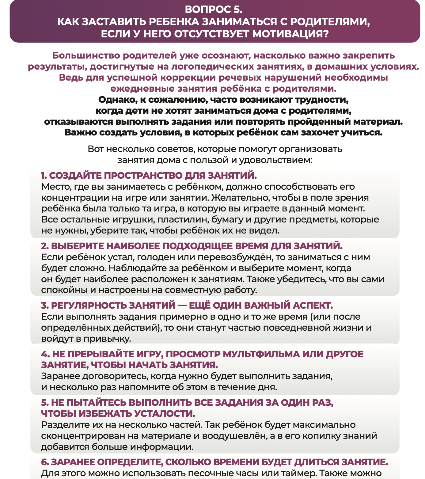 ВОПРОС 5.
КАК ЗАСТАВИТЬ РЕБЕНКА ЗАНИМАТЬСЯ С РОДИТЕЛЯМИ,
ЕСЛИ У НЕГО ОТСУТСТВУЕТ МОТИВАЦИЯ?
Большинство родителей уже осознают, насколько важно закрепить
результаты, достигнутые на логопедических занятиях, в домашних условиях.
Ведь для успешной коррекции речевых нарушений необходимы
ежедневные занятия ребёнка с родителями.
Однако, к сожалению, часто возникают трудности,
когда дети не хотят заниматься дома с родителями,
отказываются выполнять задания или повторять пройденный материал.
Важно создать условия, в которых ребёнок сам захочет учиться.
Вот несколько советов, которые помогут организовать
занятия дома с пользой и удовольствием:
1. СОЗДАЙТЕ ПРОСТРАНСТВО ДЛЯ ЗАНЯТИЙ.
Место, где вы занимаетесь с ребёнком, должно способствовать его
концентрации на игре или занятии. Желательно, чтобы в поле зрения
ребёнка была только та игра, в которую вы играете в данный момент.
Все остальные игрушки, пластилин, бумагу и другие предметы, которые
не нужны, уберите так, чтобы ребёнок их не видел.
2. ВЫБЕРИТЕ НАИБОЛЕЕ ПОДХОДЯЩЕЕ ВРЕМЯ ДЛЯ ЗАНЯТИЙ.
Если ребёнок устал, голоден или перевозбуждён, то заниматься с ним
будет сложно. Наблюдайте за ребёнком и выберите момент, когда
он будет наиболее расположен к занятиям. Также убедитесь, что вы сами
спокойны и настроены на совместную работу.
3. РЕГУЛЯРНОСТЬ ЗАНЯТИЙ — ЕЩЁ ОДИН ВАЖНЫЙ АСПЕКТ.
Если выполнять задания примерно в одно и то же время (или после
определённых действий), то они станут частью повседневной жизни и
войдут в привычку.
4. НЕ ПРЕРЫВАЙТЕ ИГРУ, ПРОСМОТР МУЛЬТФИЛЬМА ИЛИ ДРУГОЕ
ЗАНЯТИЕ, ЧТОБЫ НАЧАТЬ ЗАНЯТИЯ.
Заранее договоритесь, когда нужно будет выполнить задания,
и несколько раз напомните об этом в течение дня.
5. НЕ ПЫТАЙТЕСЬ ВЫПОЛНИТЬ ВСЕ ЗАДАНИЯ ЗА ОДИН РАЗ,
ЧТОБЫ ИЗБЕЖАТЬ УСТАЛОСТИ.
Разделите их на несколько частей. Так ребёнок будет максимально
сконцентрирован на материале и воодушевлён, а в его копилку знаний
добавится больше информации.
6. ЗАРАНЕЕ ОПРЕДЕЛИТЕ, СКОЛЬКО ВРЕМЕНИ БУДЕТ ДЛИТЬСЯ ЗАНЯТИЕ.
Для этого можно использовать песочные часы или таймер. Также можно